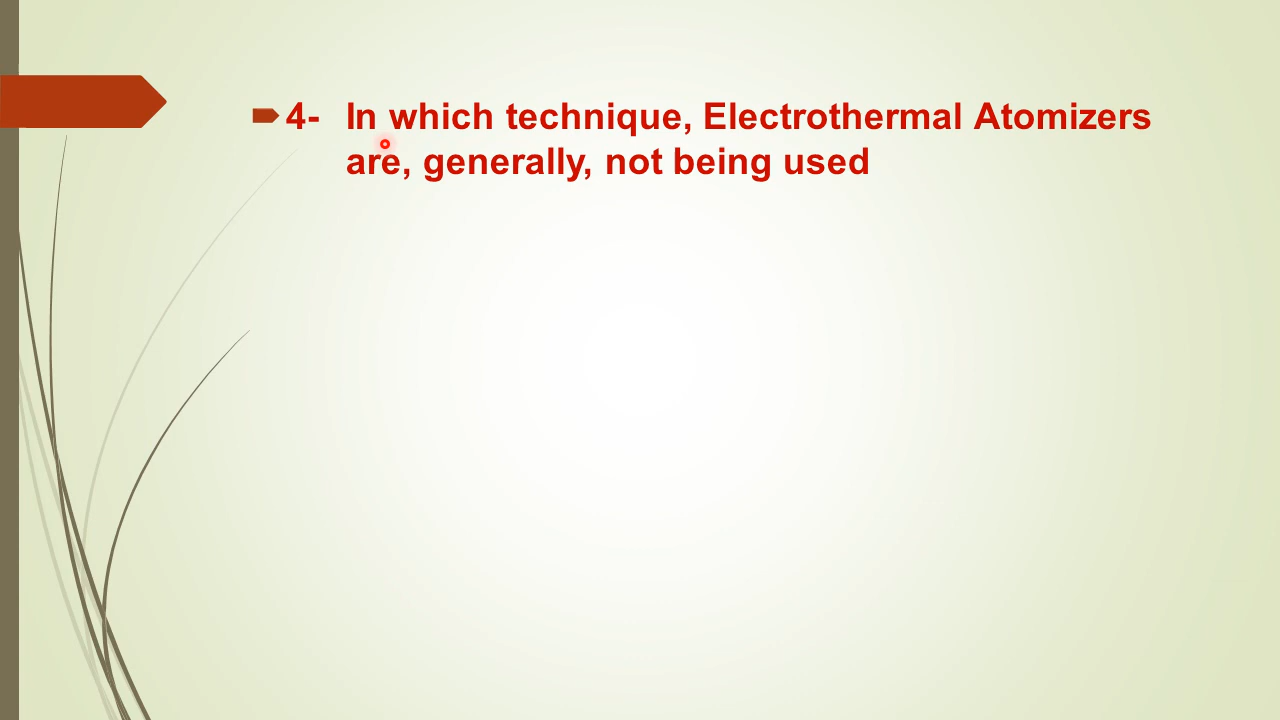 4- In which technique, Electrothermal Atomizers
are, generally, not being used